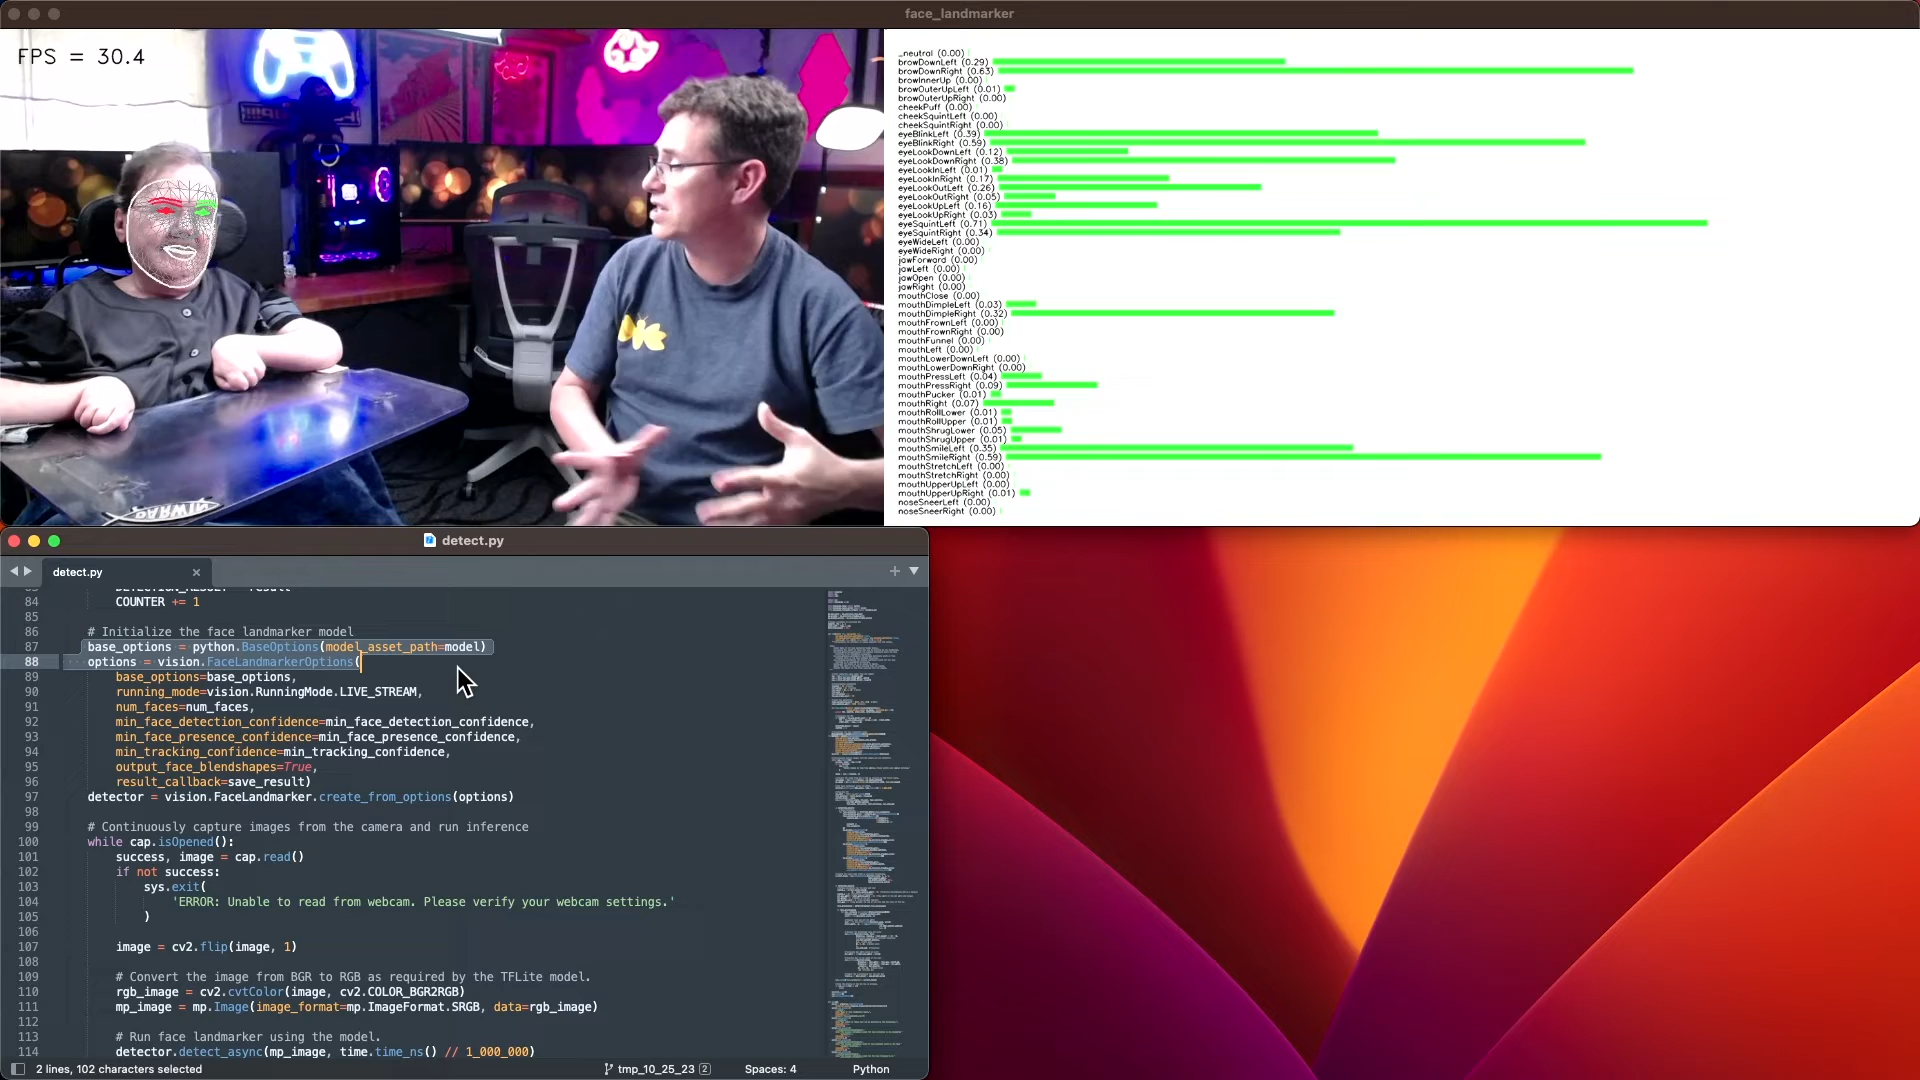 face_landmarker
FPS = 30.4
_neutral (0.00)
browDownLeft (0.29)
browDownRight (0.63)
browInnerUp (0.00)
browOuterUpLeft (0.01)
browOuterUpRight (0.00)
cheekPuff (0.00)
cheekSquintLeft (0.00)
cheekSquintRight (0.00)
eyeBlinkLeft (0.39)
eyeBlinkRight (0.59)
eyeLookDownLeft (0.12)
eyeLookDownRight (0.38)
eyeLookInLeft (0.01)
eyeLookInRight (0.17)
eyeLookOutLeft (0.26)
eyeLookOutRight (0.05)
eyeLookUpLeft (0.16)
eyeLookUpRight (0.03)
eyeSquintLeft (0.71)
eyeSquintRight (0.34)
eyeWideLeft (0.00)
eyeWideRight (0.00)
jawForward (0.00)
jawLeft (0.00)
jawOpen (0.00)
jawRight (0.00)
mouthClose (0.00)
mouthDimpleLeft (0.03)
mouthDimpleRight (0.32)
mouthFrownLeft (0.00)
mouthFrownRight (0.00)
mouthFunnel (0.00)
mouthLeft (0.00)
mouthLowerDownLeft (0.00)
mouthLowerDownRight (0.00)
mouthPressLeft (0.04)
mouthPressRight (0.09)
mouthPucker (0.01)
mouthRight (0.07)
mouthRollLower (0.01)
mouthRollUpper (0.01)
mouthShrugLower (0.05)
mouthShrugUpper (0.01)
mouthSmileLeft (0.35)
mouthSmileRight (0.59)
mouthStretchLeft (0.00)
mouthStretchRight (0.00)
mouthUpperUpLeft (0.00)
mouthUpperUpRight (0.01)
noseSneerLeft (0.00)
noseSneerRight (0.00)
detect.py
detect.py
84 COUNTER += 1
85
86 # Initialize the face landmarker model
87 base_options = python.BaseOptions(model_asset_path=model)
88 options = vision.FaceLandmarkerOptions(
89 base_options=base_options,
90 running_mode=vision.RunningMode.LIVE_STREAM,
91 num_faces=num_faces,
92 min_face_detection_confidence=min_face_detection_confidence,
93 min_face_presence_confidence=min_face_presence_confidence,
94 min_tracking_confidence=min_tracking_confidence,
95 output_face_blendshapes=True,
96 result_callback=save_result)
97 detector = vision.FaceLandmarker.create_from_options(options)
98
99 # Continuously capture images from the camera and run inference
100 while cap.isOpened():
101 success, image = cap.read()
102 if not success:
103 sys.exit(
104 'ERROR: Unable to read from webcam. Please verify your webcam settings.'
105 )
106
107 image = cv2.flip(image, 1)
108
109 # Convert the image from BGR to RGB as required by the TFLite model.
110 rgb_image = cv2.cvtColor(image, cv2.COLOR_BGR2RGB)
111 mp_image = mp.Image(image_format=mp.ImageFormat.SRGB, data=rgb_image)
112
113 # Run face landmarker using the model.
114 detector.detect_async(mp_image, time.time_ns() // 1_000_000)
2 lines, 102 characters selected
tmp_10_25_23 2
Spaces: 4
Python